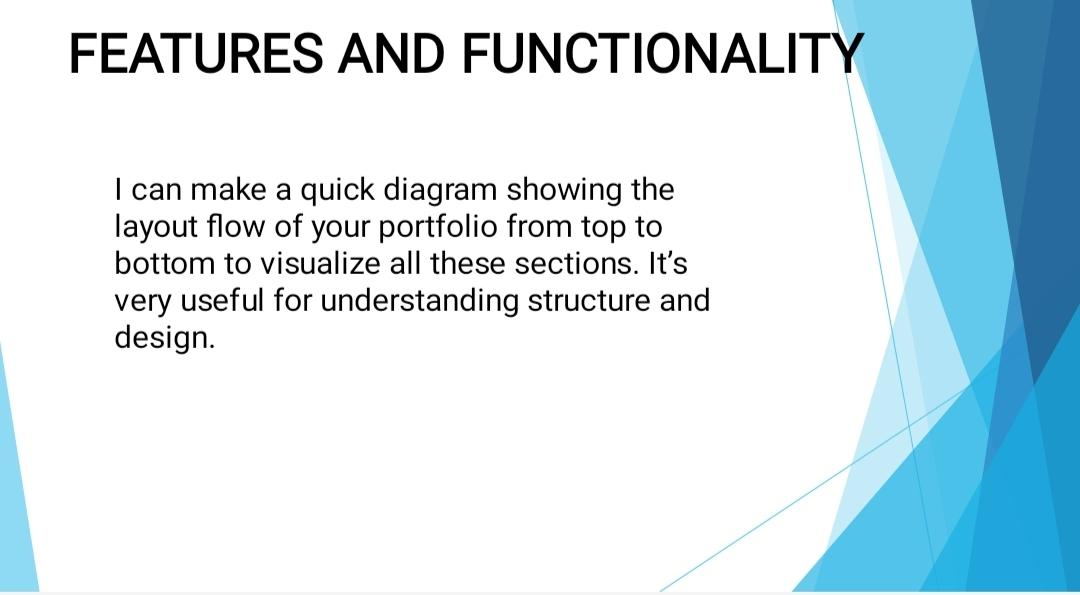 FEATURES AND FUNCTIONALITY
I can make a quick diagram showing the
layout flow of your portfolio from top to
bottom to visualize all these sections. It’s
very useful for understanding structure and
design.